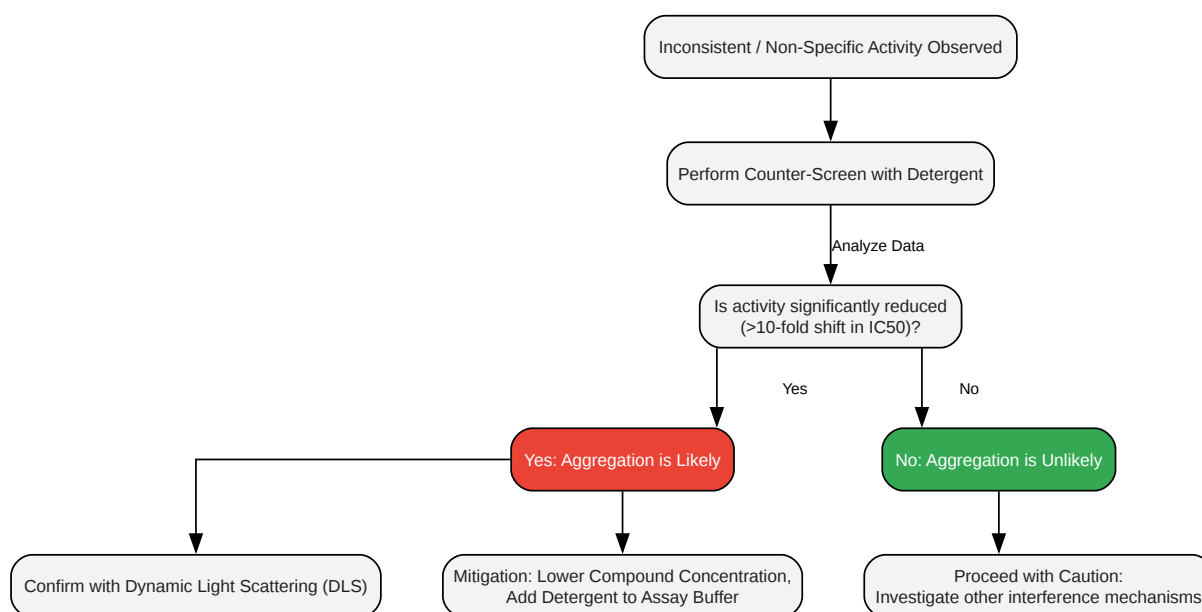 Inconsistent / Non-Specific Activity Observed
Perform Counter-Screen with Detergent
Analyze Data
Is activity significantly reduced
(>10-fold shift in IC50)?
Yes
No
Yes: Aggregation is Likely
No: Aggregation is Unlikely
Confirm with Dynamic Light Scattering (DLS)
Mitigation: Lower Compound Concentration,
Add Detergent to Assay Buffer
Proceed with Caution:
Investigate other interference mechanisms